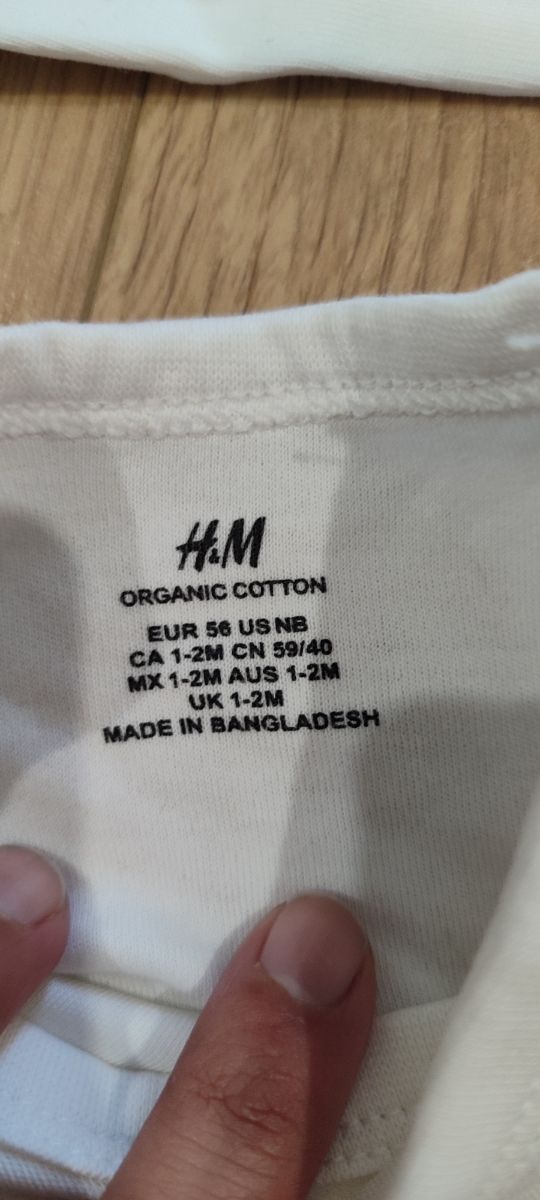 H&M
ORGANIC COTTON
EUR 56 US NB
CA 1-2M CN 59/40
MX 1-2M AUS 1-2M
UK 1-2M
MADE IN BANGLADESH